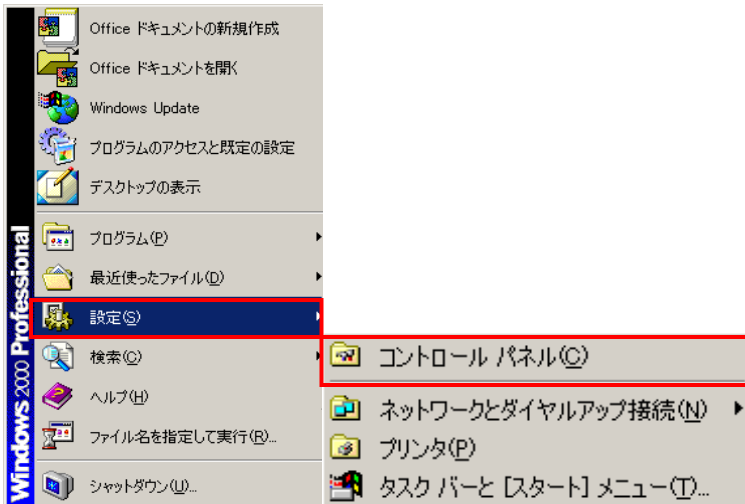 Office ドキュメントの新規作成
Office ドキュメントを開く
Windows Update
プログラムのアクセスと既定の設定
デスクトップの表示
プログラム(P)
最近使ったファイル(D)
設定(S)
検索(C)
ヘルプ(H)
ファイル名を指定して実行(R)...
シャットダウン(U)...
Windows 2000 Professional
コントロール パネル(C)
ネットワークとダイヤルアップ接続(N)
プリンタ(P)
タスク バーと [スタート] メニュー(T)...